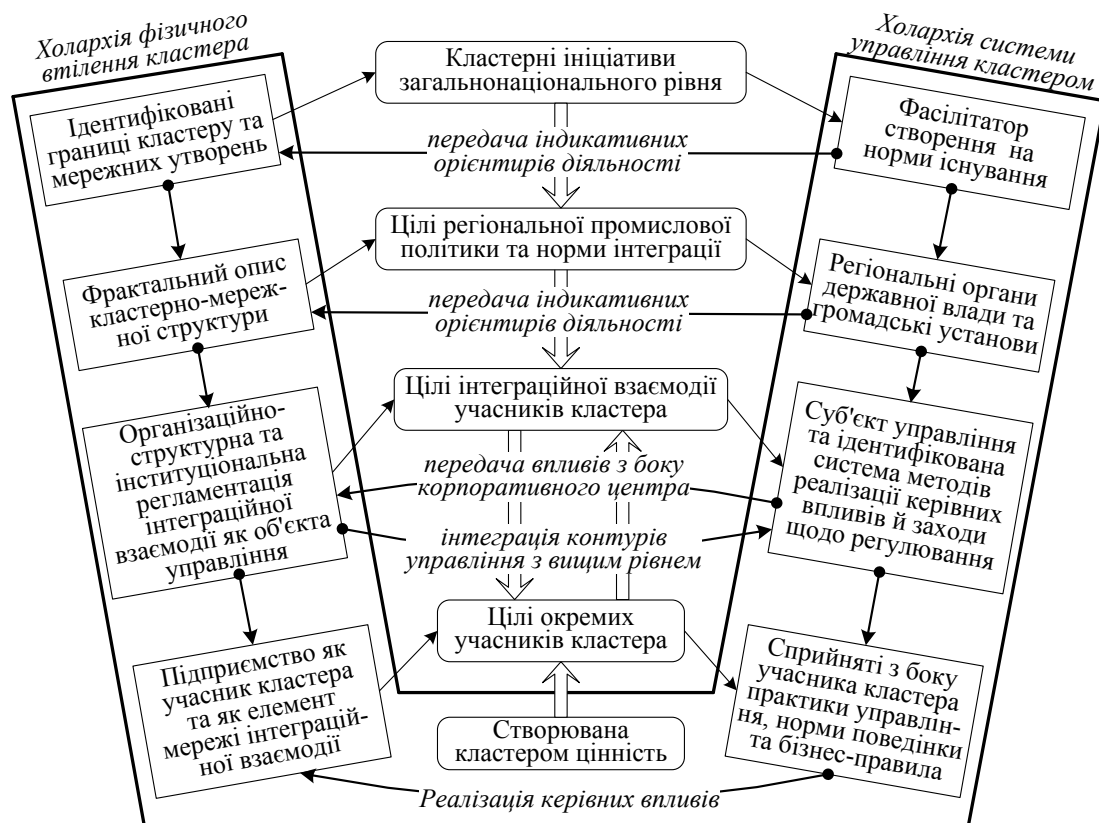 Холархія фізичного
втілення кластера
Ідентифіковані
границі кластеру та
мережних утворень
Фрактальний опис
кластерно-мереж-
ної структури
Організаційно-
структурна та
інституціональна
регламентація
інтеграційної
взаємодії як об'єкта
управління
Підприємство як
учасник кластера
та як елемент
мережі інтеграцій-
ної взаємодії
Кластерні ініціативи
загальнонаціонального рівня
передача індикативних
орієнтирів діяльності
Цілі регіональної промислової
політики та норми інтеграції
передача індикативних
орієнтирів діяльності
Цілі інтеграційної взаємодії
учасників кластера
передача впливів з боку
корпоративного центра
інтеграція контурів
управління з вищим рівнем
Цілі окремих
учасників кластера
Створювана
кластером цінність
Реалізація керівних впливів
Холархія системи
управління кластером
Фасілітатор
створення на
норми існування
Регіональні органи
державної влади та
громадські установи
Суб'єкт управління
та ідентифікована
система методів
реалізації керівних
впливів й заходи
щодо регулювання
Сприйняті з боку
учасника кластера
практики управлін-
ня, норми поведінки
та бізнес-правила